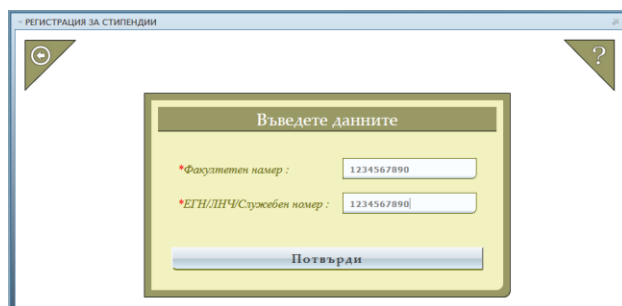 РЕГИСТРАЦИЯ ЗА СТИПЕНДИИ
?
Въведете данните
*Факултетен намер : 1234567890
*ЕГН/ЛНЧ/Служебен номер : 1234567890
Потвърди